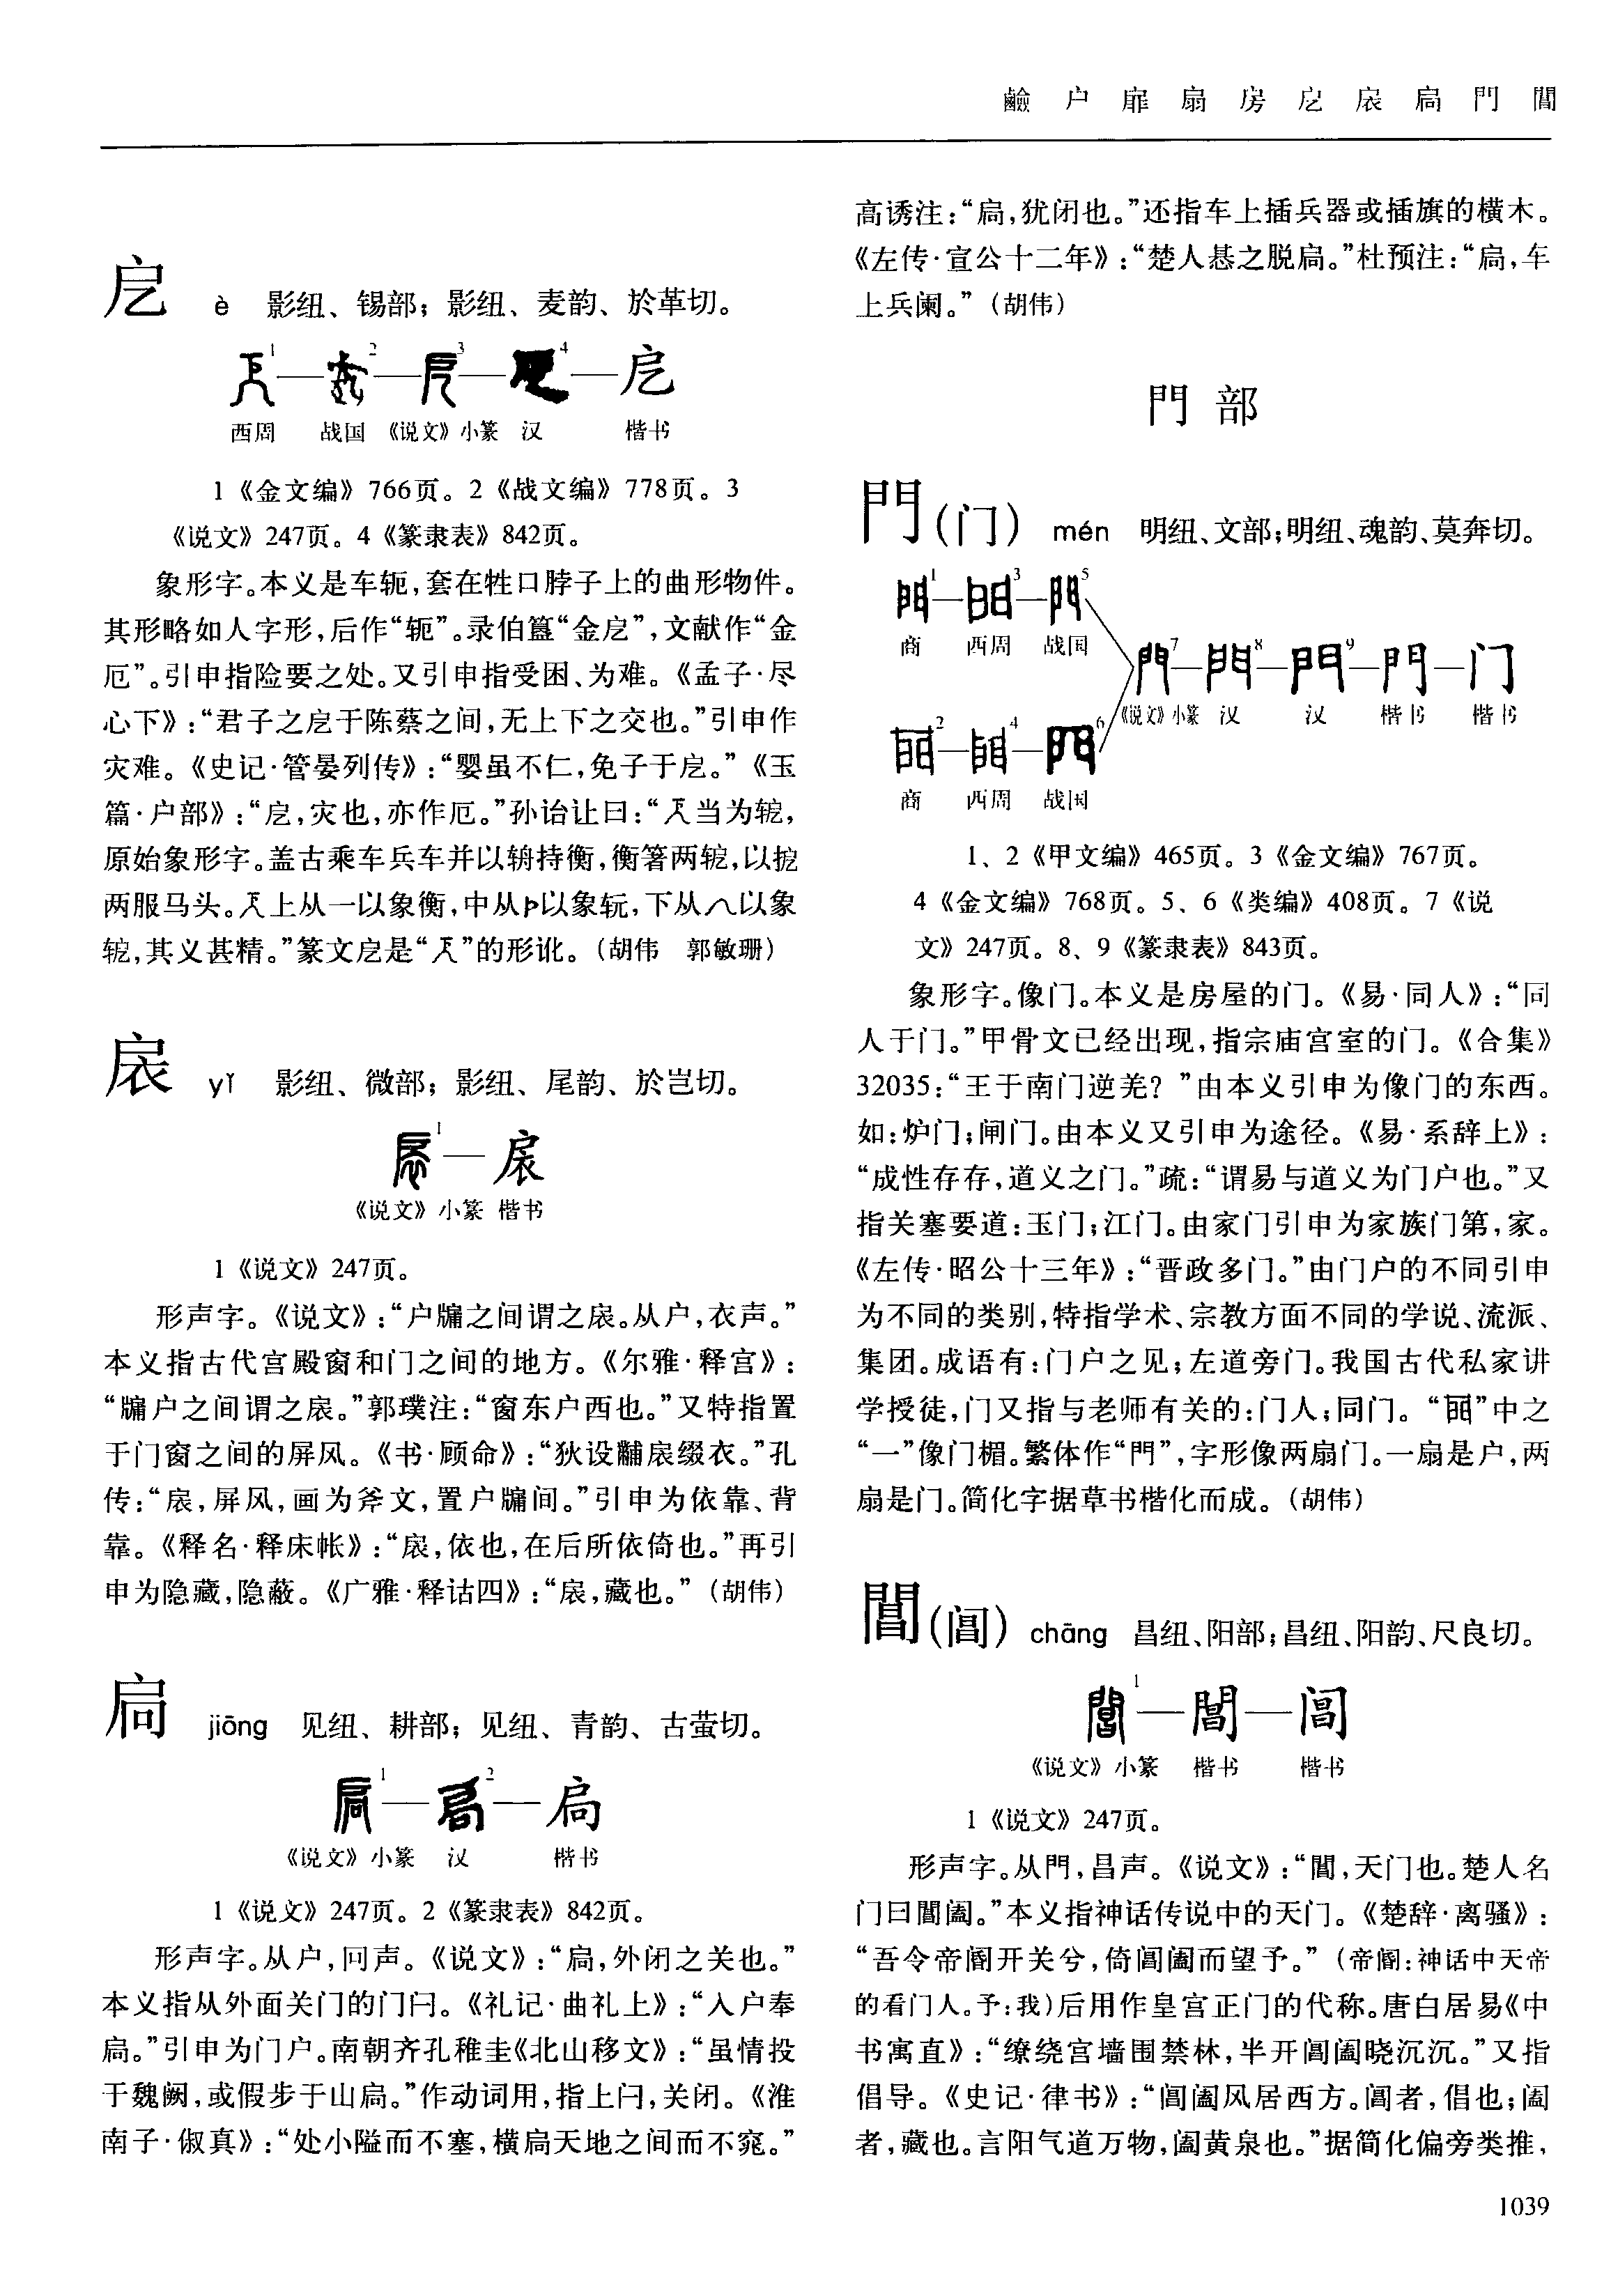 鹼 户 扉 扇 房 戹 扆 扃 門 閶
戹 è 影纽、锡部；影纽、麦韵、於革切。
1 2 3 4 戹
西周 战国 《说文》小篆 汉 楷书
1《金文编》766页。2《战文编》778页。3
《说文》247页。4《篆隶表》842页。
象形字。本义是车轭，套在牲口脖子上的曲形物件。
其形略如人字形，后作“轭”。录伯簋“金戹”，文献作“金
厄”。引申指险要之处。又引申指受困、为难。《孟子·尽
心下》：“君子之戹于陈蔡之间，无上下之交也。”引申作
灾难。《史记·管晏列传》：“婴虽不仁，免子于戹。”《玉
篇·户部》：“戹，灾也，亦作厄。”孙诒让曰：“当为軶，
原始象形字。盖古乘车兵车并以辀持衡，衡箸两軶，以挖
两服马头。上从一以象衡，中从以象𫐄，下从以象
軶，其义甚精。”篆文戹是“”的形讹。（胡伟 郭敏珊）
扆 yǐ 影纽、微部；影纽、尾韵、於岂切。
1 扆
《说文》小篆 楷书
1《说文》247页。
形声字。《说文》：“户牖之间谓之扆。从户，衣声。”
本义指古代宫殿窗和门之间的地方。《尔雅·释宫》：
“牖户之间谓之扆。”郭璞注：“窗东户西也。”又特指置
于门窗之间的屏风。《书·顾命》：“狄设黼扆缀衣。”孔
传：“扆，屏风，画为斧文，置户牖间。”引申为依靠、背
靠。《释名·释床帐》：“扆，依也，在后所依倚也。”再引
申为隐藏，隐蔽。《广雅·释诂四》：“扆，藏也。”（胡伟）
扃 jiōng 见纽、耕部；见纽、青韵、古萤切。
1 2 扃
《说文》小篆 汉 楷书
1《说文》247页。2《篆隶表》842页。
形声字。从户，冋声。《说文》：“扃，外闭之关也。”
本义指从外面关门的门闩。《礼记·曲礼上》：“入户奉
扃。”引申为门户。南朝齐孔稚圭《北山移文》：“虽情投
于魏阙，或假步于山扃。”作动词用，指上闩，关闭。《淮
南子·俶真》：“处小隘而不塞，横扃天地之间而不窕。”
高诱注：“扃，犹闭也。”还指车上插兵器或插旗的横木。
《左传·宣公十二年》：“楚人惎之脱扃。”杜预注：“扃，车
上兵阑。”（胡伟）
門 部
門（门） mén 明纽、文部；明纽、魂韵、莫奔切。
1 3 5
商 西周 战国
7 8 9 門 门
《说文》小篆 汉 汉 楷书 楷书
2 4 6
商 西周 战国
1、2《甲文编》465页。3《金文编》767页。
4《金文编》768页。5、6《类编》408页。7《说
文》247页。8、9《篆隶表》843页。
象形字。像门。本义是房屋的门。《易·同人》：“同
人于门。”甲骨文已经出现，指宗庙宫室的门。《合集》
32035：“王于南门逆羌？”由本义引申为像门的东西。
如：炉门；闸门。由本义又引申为途径。《易·系辞上》：
“成性存存，道义之门。”疏：“谓易与道义为门户也。”又
指关塞要道：玉门；江门。由家门引申为家族门第，家。
《左传·昭公十三年》：“晋政多门。”由门户的不同引申
为不同的类别，特指学术、宗教方面不同的学说、流派、
集团。成语有：门户之见；左道旁门。我国古代私家讲
学授徒，门又指与老师有关的：门人；同门。“”中之
“一”像门楣。繁体作“門”，字形像两扇门。一扇是户，两
扇是门。简化字据草书楷化而成。（胡伟）
閶（阊） chāng 昌纽、阳部；昌纽、阳韵、尺良切。
1 閶 阊
《说文》小篆 楷书 楷书
1《说文》247页。
形声字。从門，昌声。《说文》：“閶，天门也。楚人名
门曰閶阖。”本义指神话传说中的天门。《楚辞·离骚》：
“吾令帝阍开关兮，倚阊阖而望予。”（帝阍：神话中天帝
的看门人。予：我）后用作皇宫正门的代称。唐白居易《中
书寓直》：“缭绕宫墙围禁林，半开阊阖晓沉沉。”又指
倡导。《史记·律书》：“阊阖风居西方。阊者，倡也；阖
者，藏也。言阳气道万物，阖黄泉也。”据简化偏旁类推，
1039